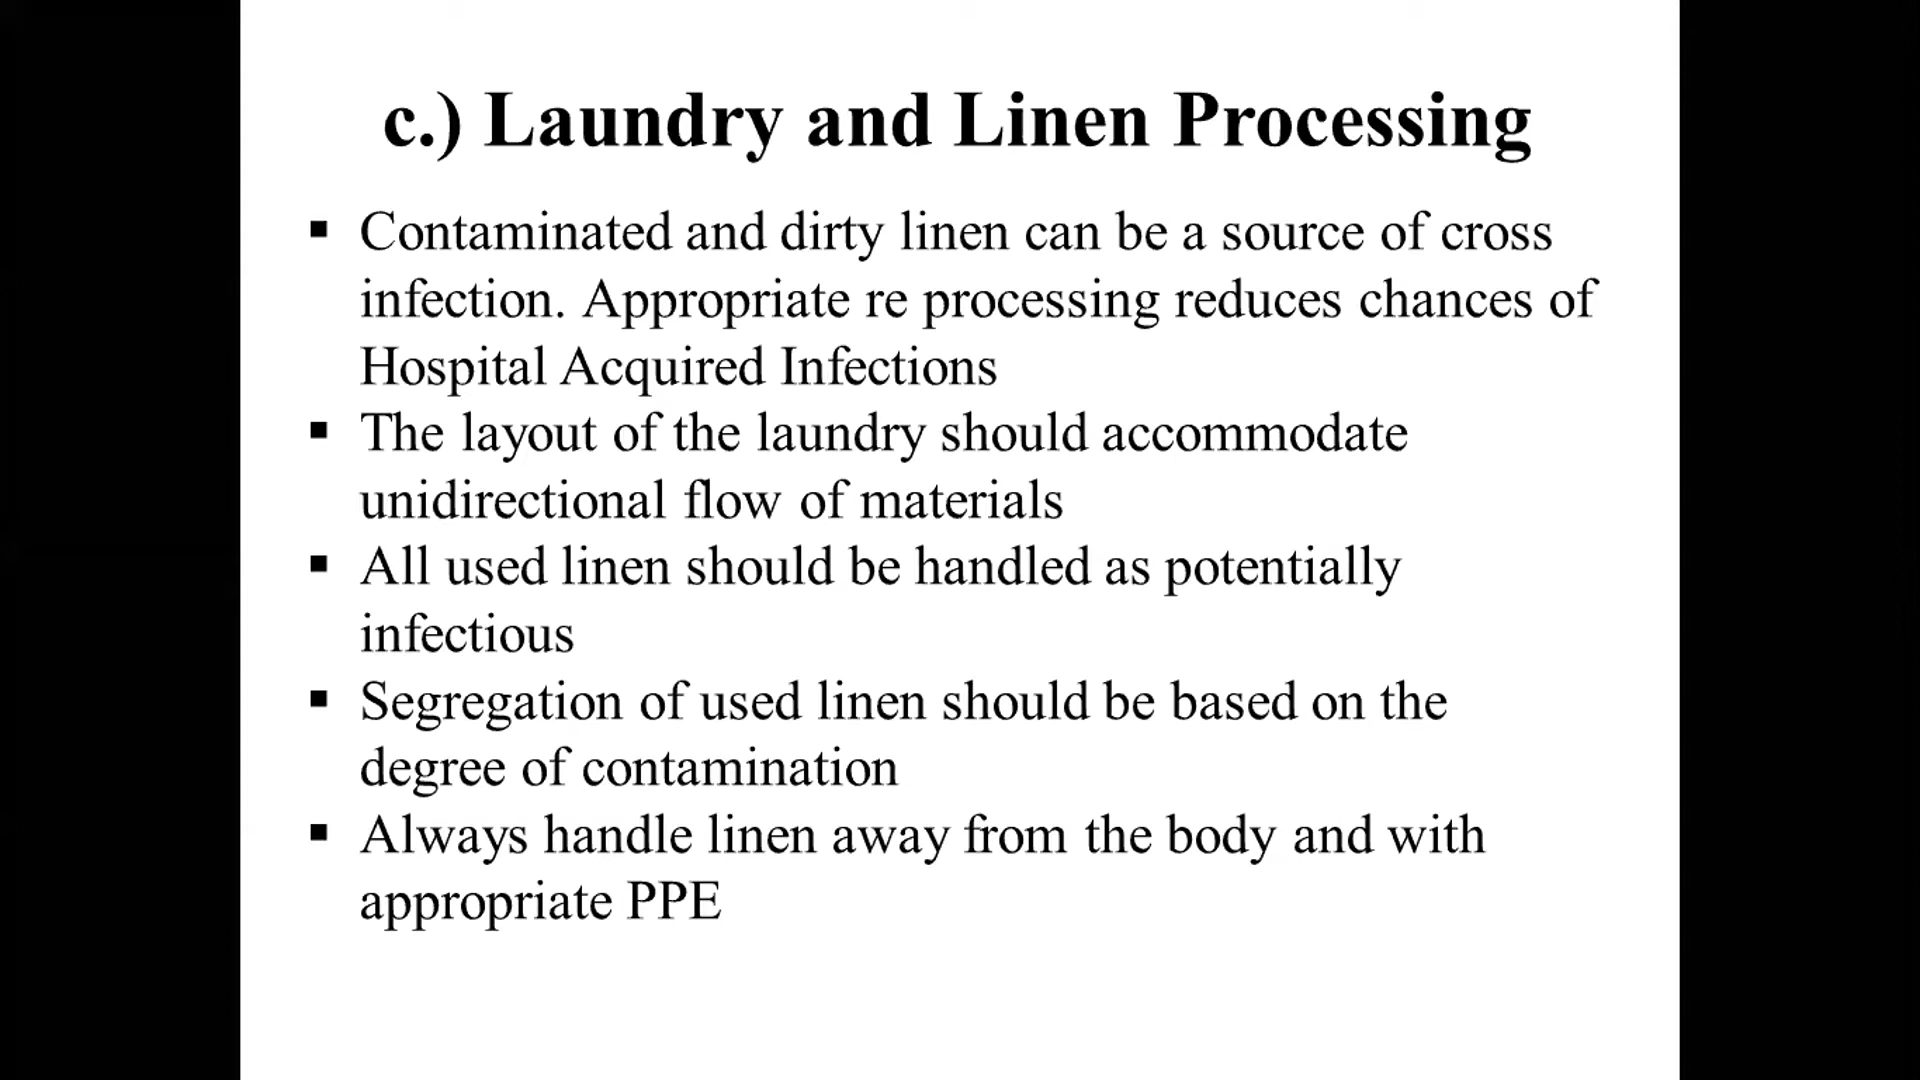 c.) Laundry and Linen Processing
▪ Contaminated and dirty linen can be a source of cross
infection. Appropriate re processing reduces chances of
Hospital Acquired Infections
▪ The layout of the laundry should accommodate
unidirectional flow of materials
▪ All used linen should be handled as potentially
infectious
▪ Segregation of used linen should be based on the
degree of contamination
▪ Always handle linen away from the body and with
appropriate PPE